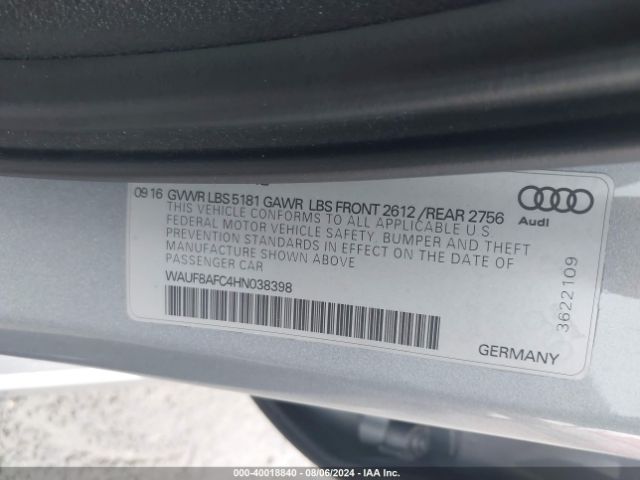 09 16 GVWR LBS 5181 GAWR LBS FRONT 2612 / REAR 2756
THIS VEHICLE CONFORMS TO ALL APPLICABLE U.S.
FEDERAL MOTOR VEHICLE SAFETY, BUMPER AND THEFT
PREVENTION STANDARDS IN EFFECT ON THE DATE OF
MANUFACTURE SHOWN ABOVE
PASSENGER CAR
WAUF8AFC4HN038398
Audi
3622109
GERMANY
000-40018840 - 08/06/2024 - IAA Inc.